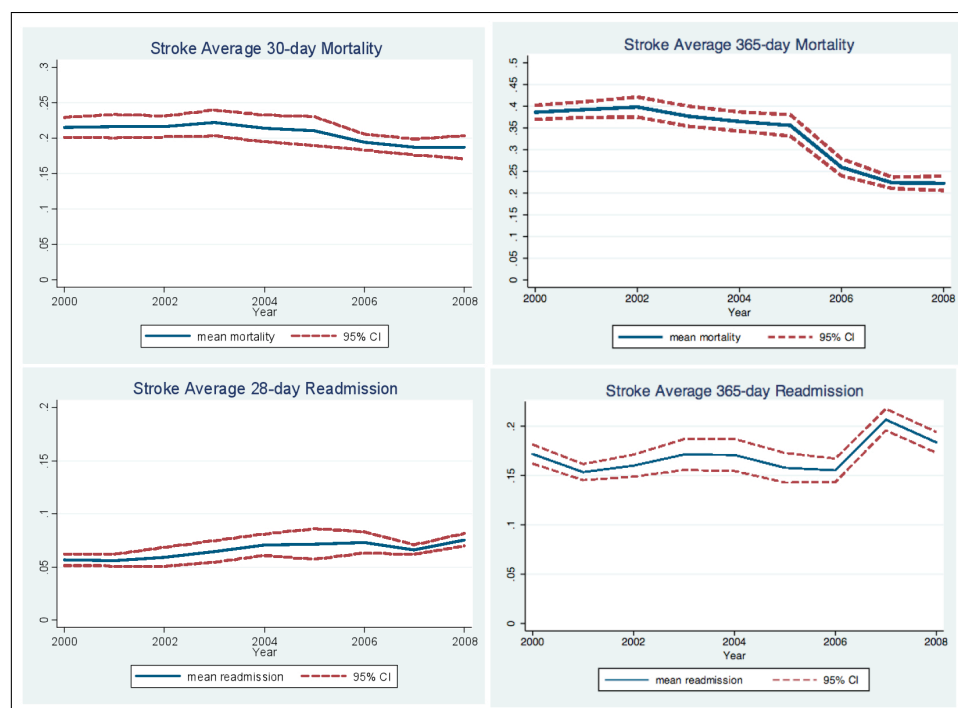 Stroke Average 30-day Mortality
.3
.25
.2
.15
.1
.05
0
2000 2002 2004 2006 2008
Year
mean mortality 95% CI
Stroke Average 365-day Mortality
.5
.45
.4
.35
.3
.25
.2
.15
.1
.05
0
2000 2002 2004 2006 2008
Year
mean mortality 95% CI
Stroke Average 28-day Readmission
.2
.15
.1
.05
0
2000 2002 2004 2006 2008
Year
mean readmission 95% CI
Stroke Average 365-day Readmission
.2
.15
.1
.05
0
2000 2002 2004 2006 2008
Year
mean readmission 95% CI